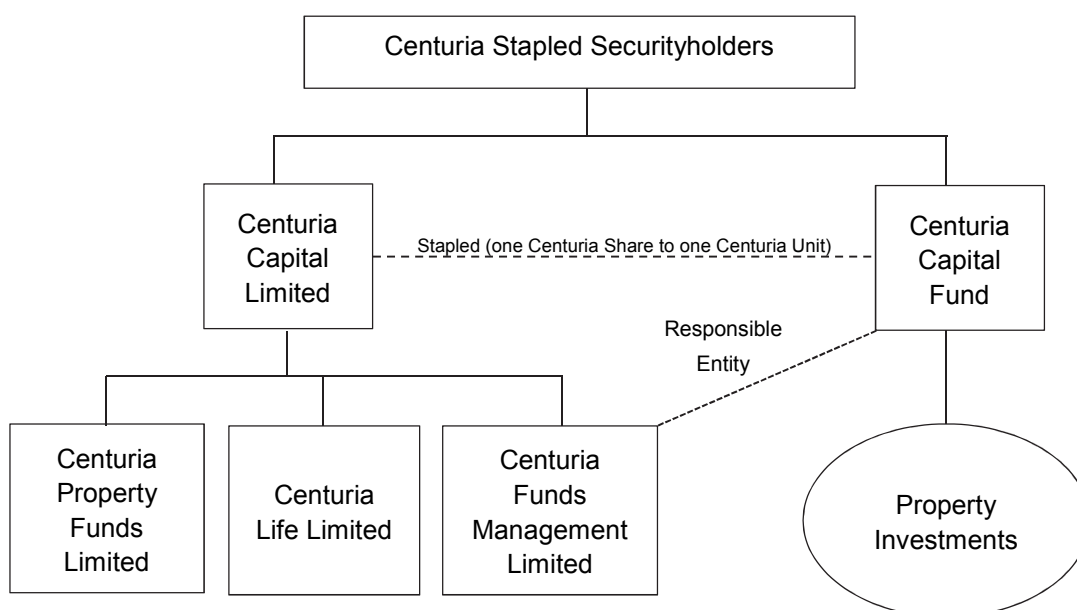 Centuria Stapled Securityholders
Centuria
Capital
Limited
Stapled (one Centuria Share to one Centuria Unit)
Centuria
Capital
Fund
Responsible
Entity
Centuria
Property
Funds
Limited
Centuria
Life Limited
Centuria
Funds
Management
Limited
Property
Investments